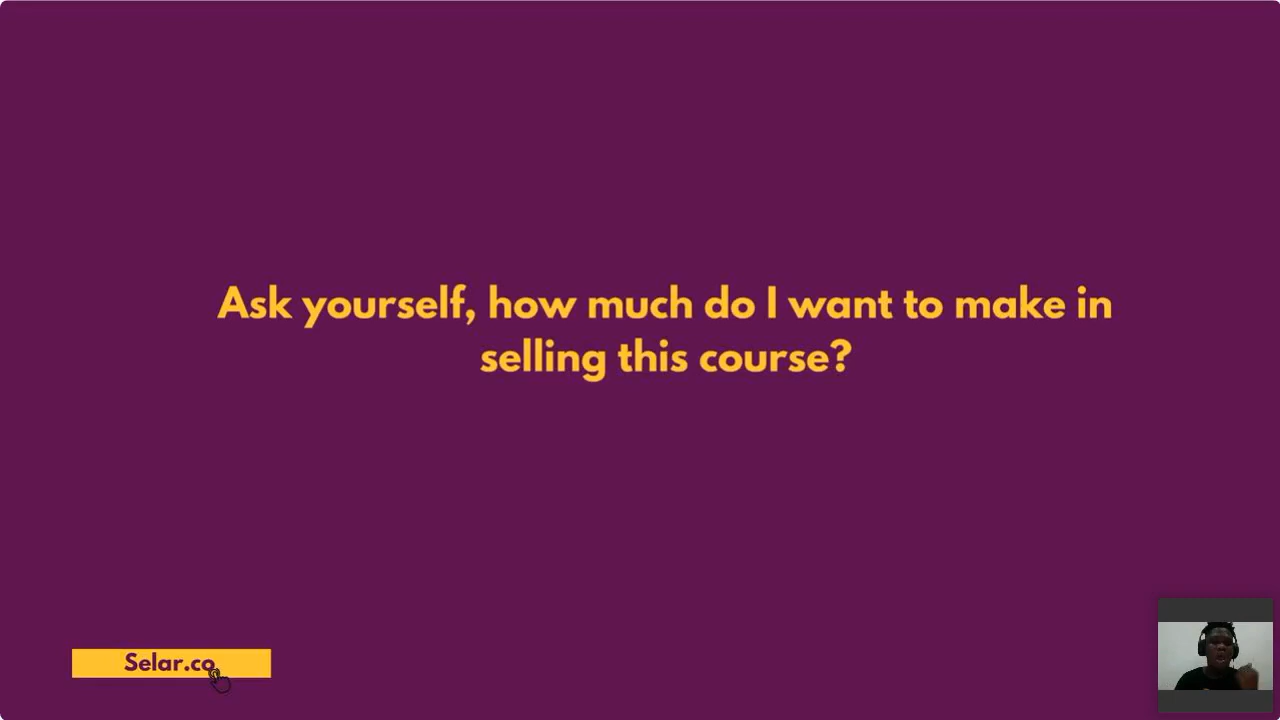 Ask yourself, how much do I want to make in
selling this course?
Selar.co